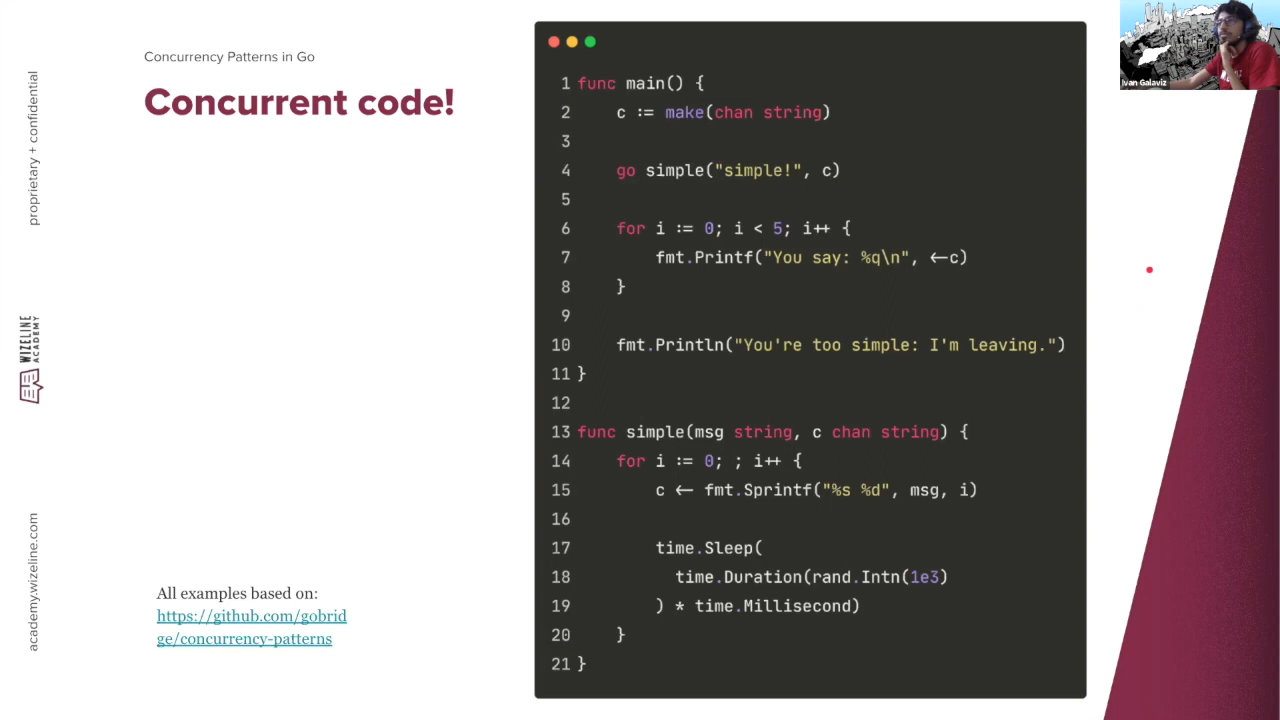 Concurrency Patterns in Go
Concurrent code!
proprietary + confidential
WIZELINE
ACADEMY
academy.wizeline.com
All examples based on:
https://github.com/gobrid
ge/concurrency-patterns
1 func main() {
2 c := make(chan string)
3
4 go simple("simple!", c)
5
6 for i := 0; i < 5; i++ {
7 fmt.Printf("You say: %q\n", <-c)
8 }
9
10 fmt.Println("You're too simple: I'm leaving.")
11 }
12
13 func simple(msg string, c chan string) {
14 for i := 0; ; i++ {
15 c <- fmt.Sprintf("%s %d", msg, i)
16
17 time.Sleep(
18 time.Duration(rand.Intn(1e3)
19 ) * time.Millisecond)
20 }
21 }
Ivan Galaviz